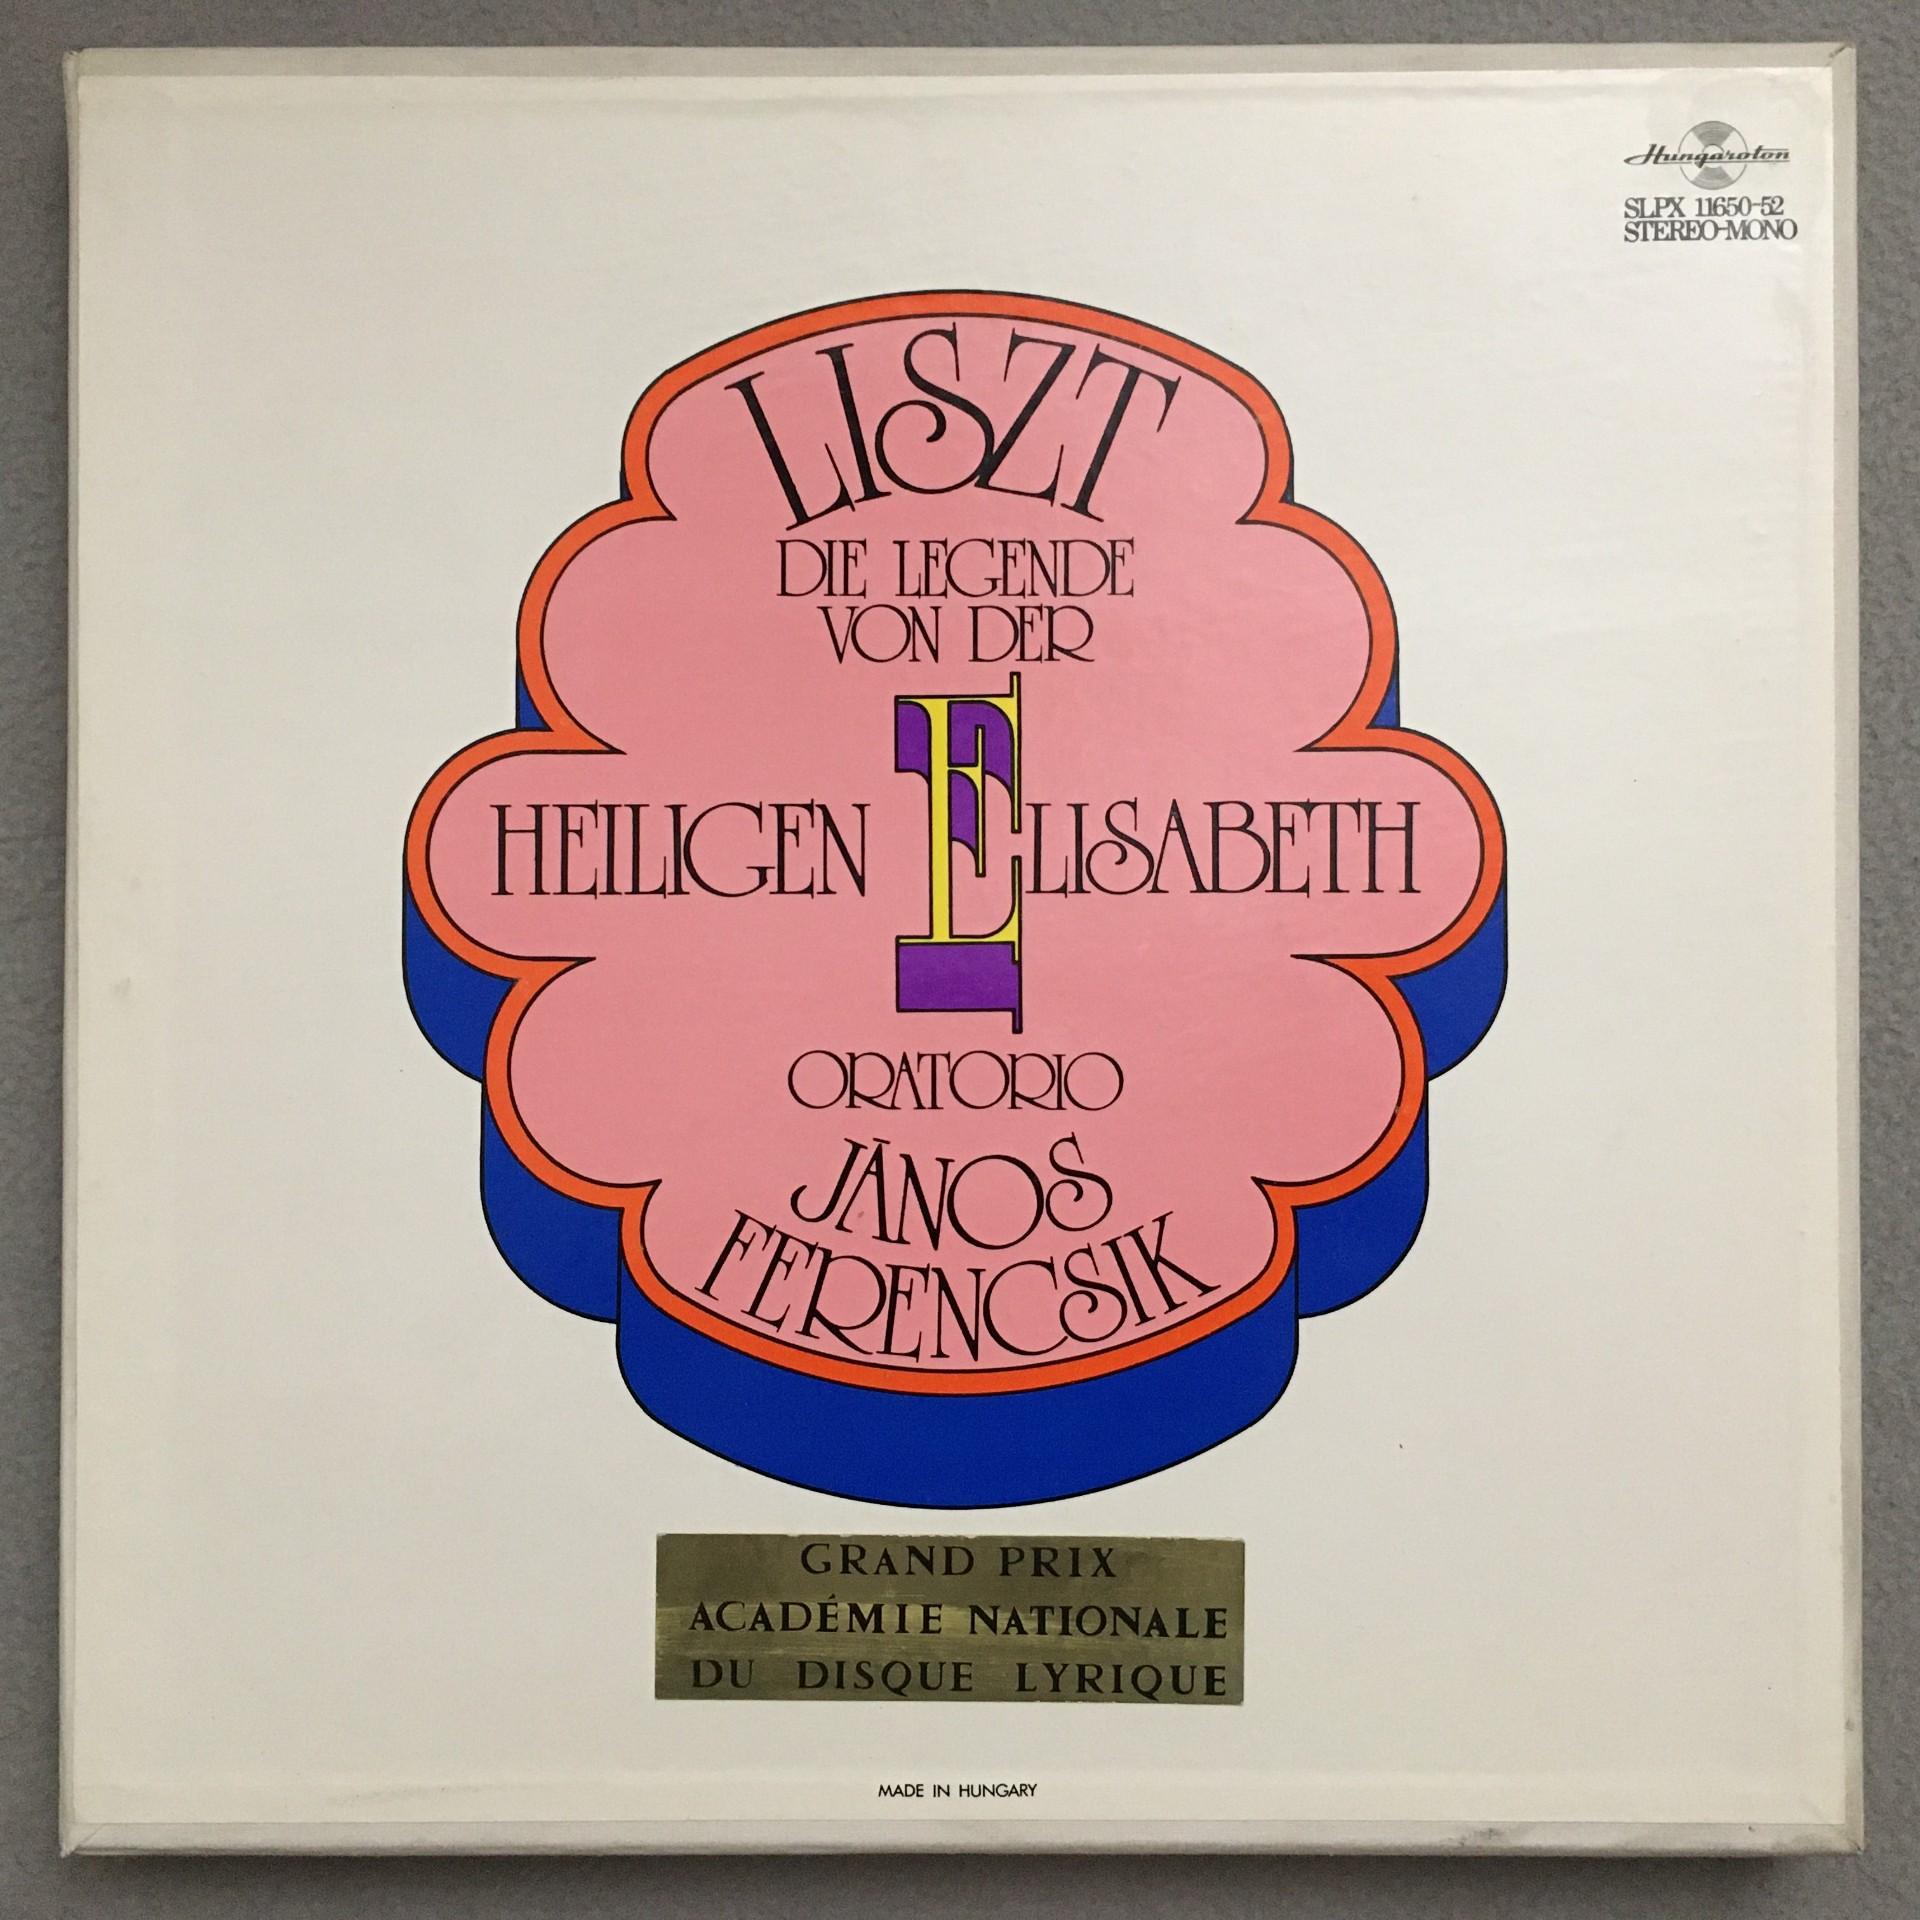 Hungaroton
SLPX 11650-52
STEREO-MONO
LISZT
DIE LEGENDE
VON DER
HEILIGEN ELISABETH
ORATORIO
JÁNOS
FERENCSIK
GRAND PRIX
ACADÉMIE NATIONALE
DU DISQUE LYRIQUE
MADE IN HUNGARY